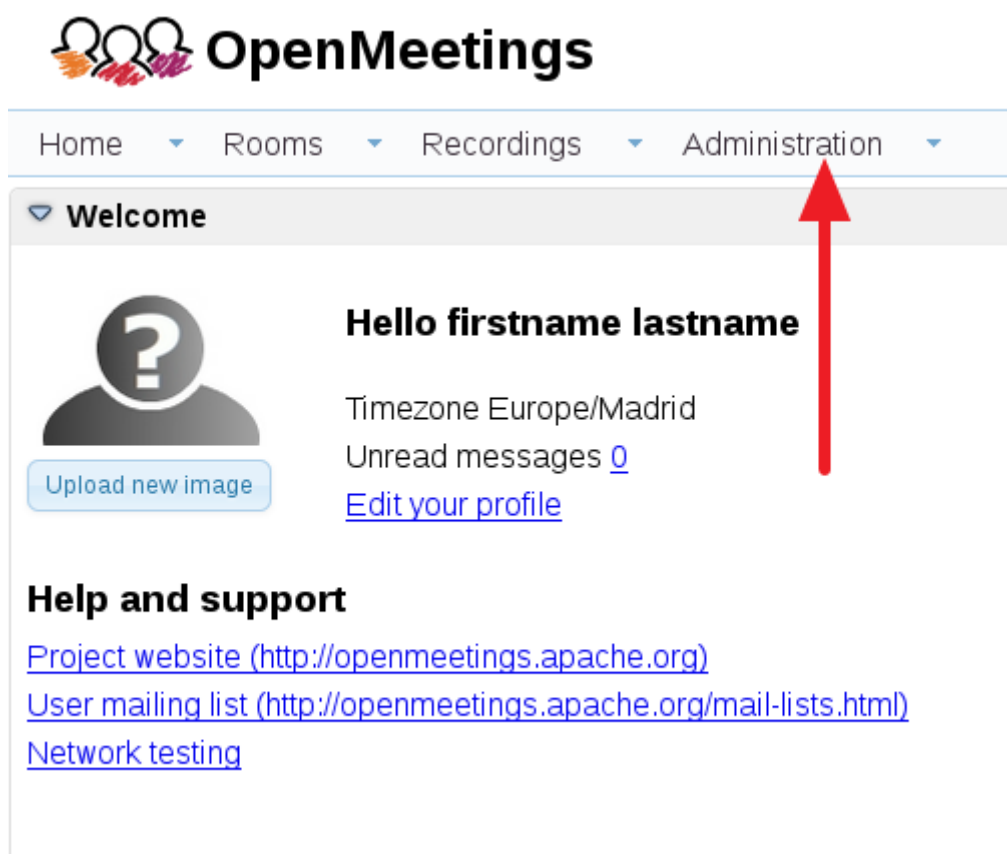 OpenMeetings
Home Rooms Recordings Administration
Welcome
Hello firstname lastname
Timezone Europe/Madrid
Unread messages 0
Edit your profile
Upload new image
Help and support
Project website (http://openmeetings.apache.org)
User mailing list (http://openmeetings.apache.org/mail-lists.html)
Network testing